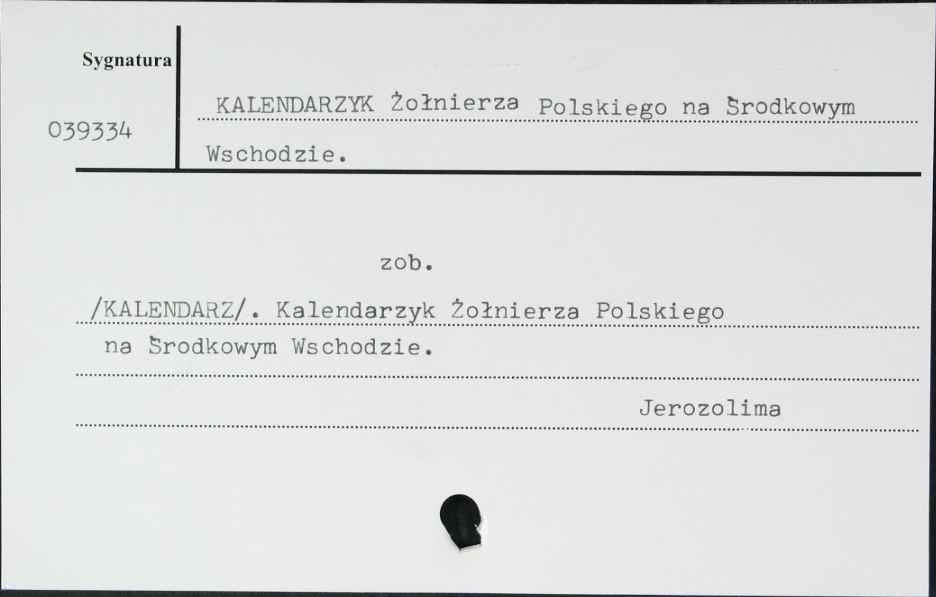 Sygnatura
039334
KALENDARZYK Żołnierza Polskiego na Środkowym
Wschodzie.
zob.
/KALENDARZ/. Kalendarzyk Żołnierza Polskiego
na Środkowym Wschodzie.
Jerozolima